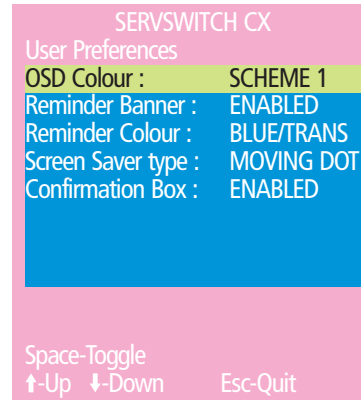 SERVSWITCH CX
User Preferences
OSD Colour : SCHEME 1
Reminder Banner : ENABLED
Reminder Colour : BLUE/TRANS
Screen Saver type : MOVING DOT
Confirmation Box : ENABLED
Space-Toggle
↑-Up ↓-Down Esc-Quit